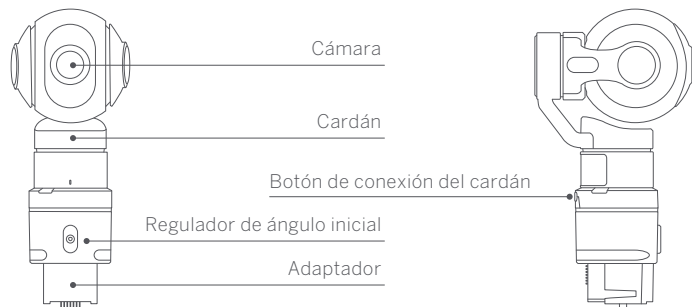 Cámara
Cardán
Botón de conexión del cardán
Regulador de ángulo inicial
Adaptador